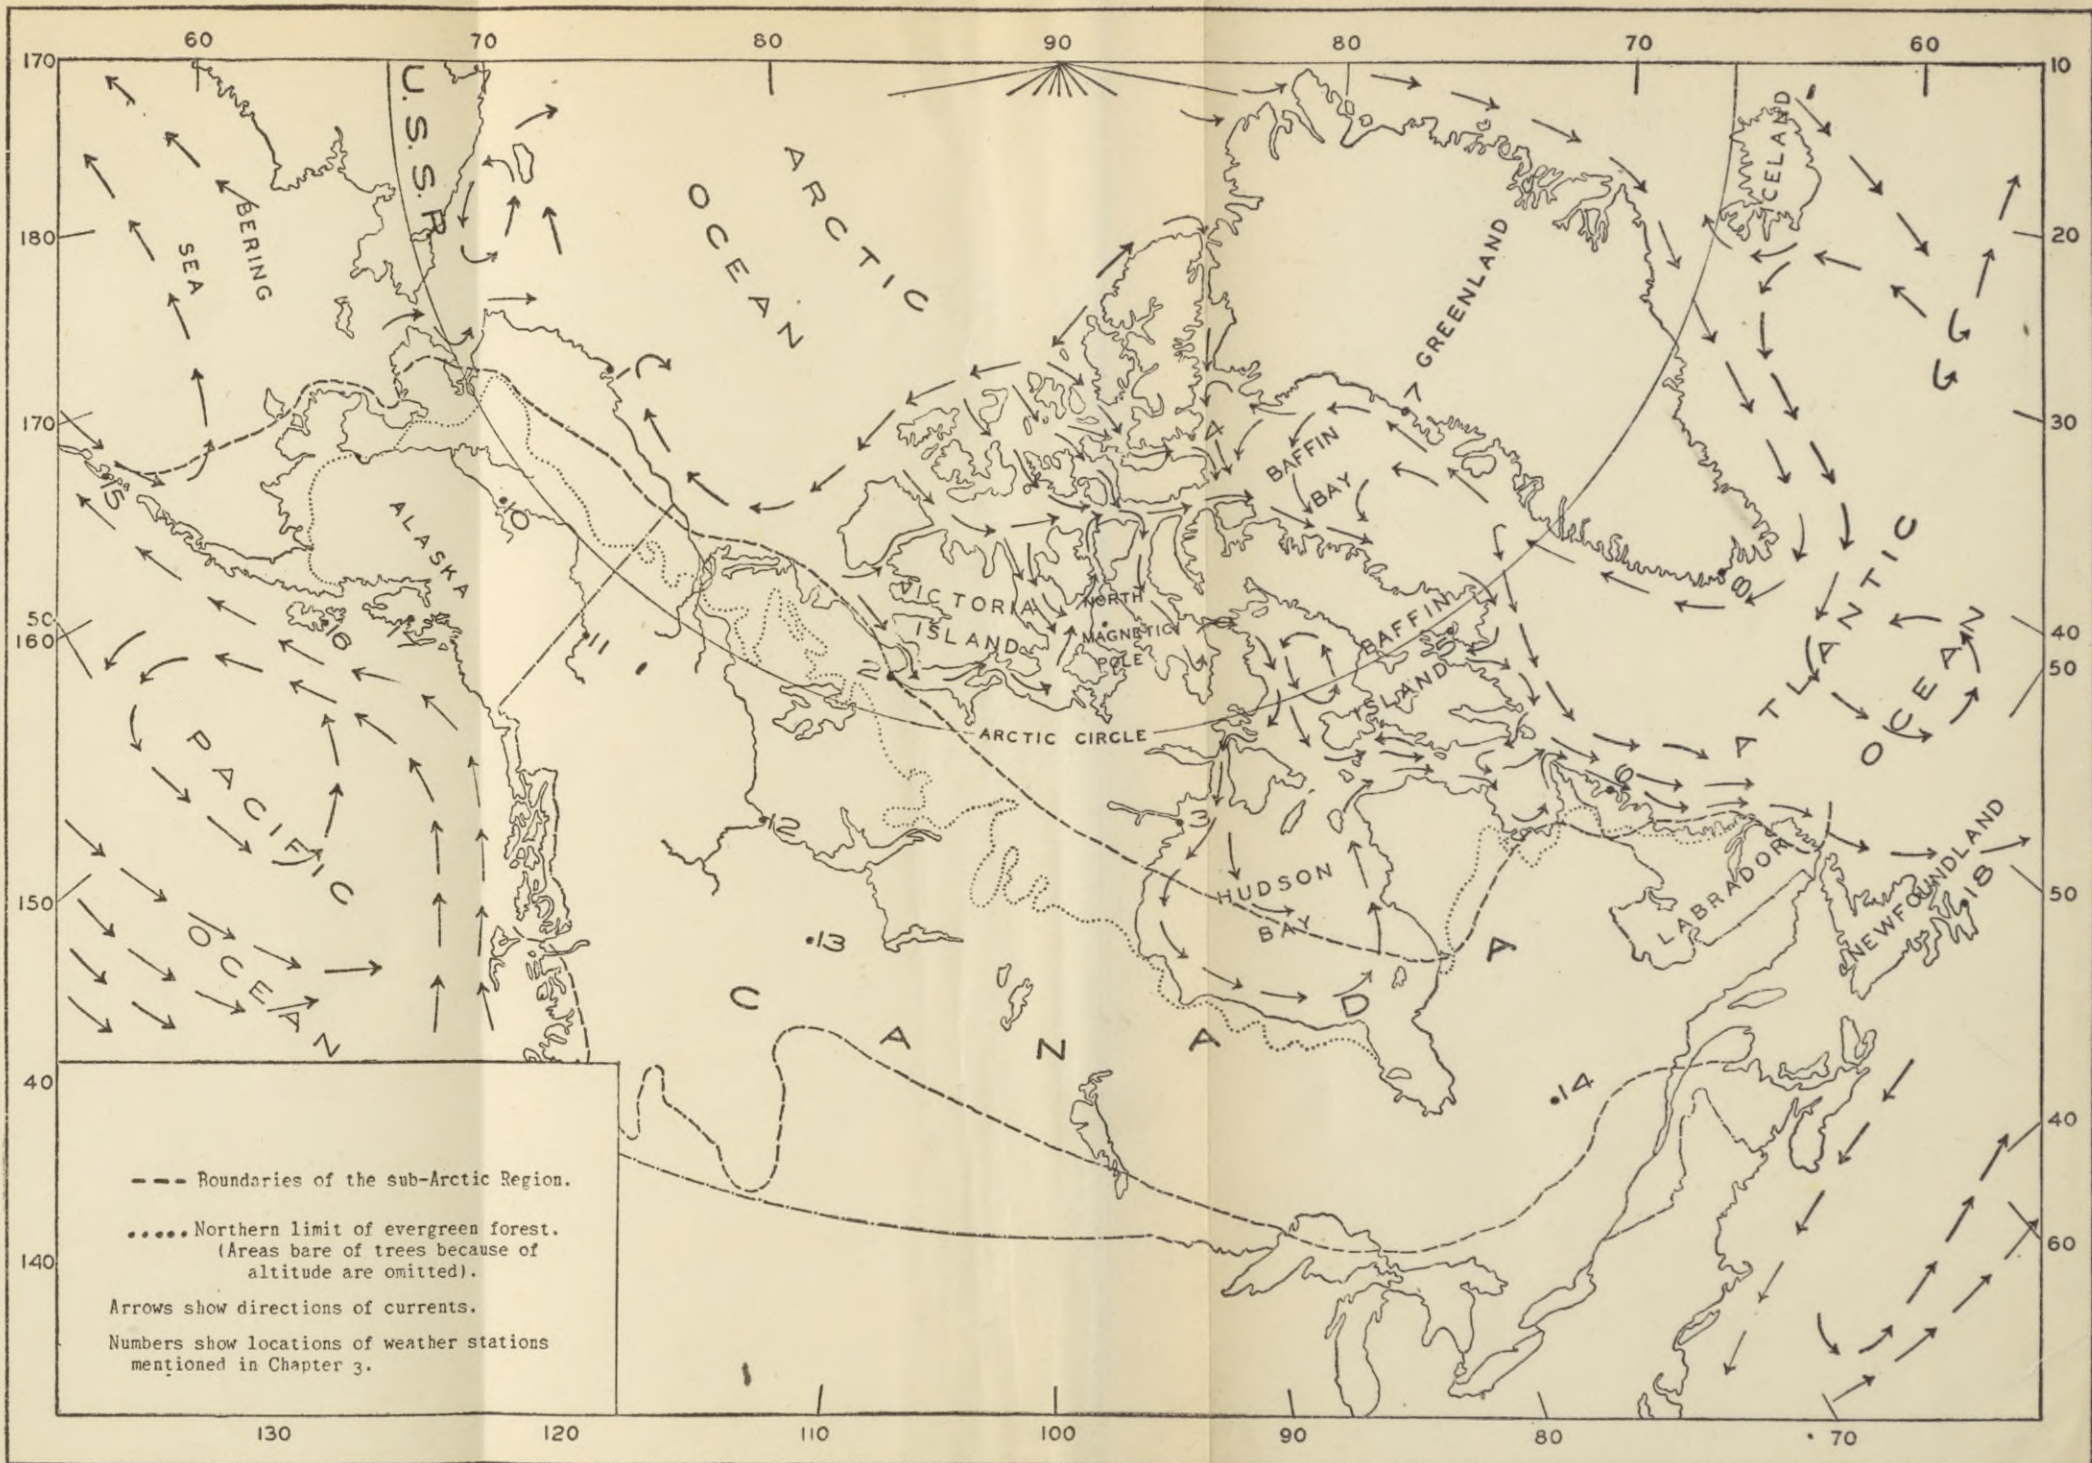 60 70 80 90 80 70 60
170
10
U.S.S.R.
ARCTIC
OCEAN
ICELAND
BERING
SEA
180
20
GREENLAND
170
30
7
4
BAFFIN
BAY
15
10
ALASKA
ATLANTIC
OCEAN
8
VICTORIA
ISLAND
NORTH
MAGNETIC
POLE
BAFFIN
ISLAND
50
160
40
50
16
17
11
2
5
ARCTIC CIRCLE
PACIFIC
OCEAN
12
3
6
HUDSON
BAY
LABRADOR
NEWFOUNDLAND
18
150
50
13
CANADA
14
40
40
140
60
--- Boundaries of the sub-Arctic Region.
..... Northern limit of evergreen forest.
(Areas bare of trees because of
altitude are omitted).
Arrows show directions of currents.
Numbers show locations of weather stations
mentioned in Chapter 3.
130 120 110 100 90 80 70